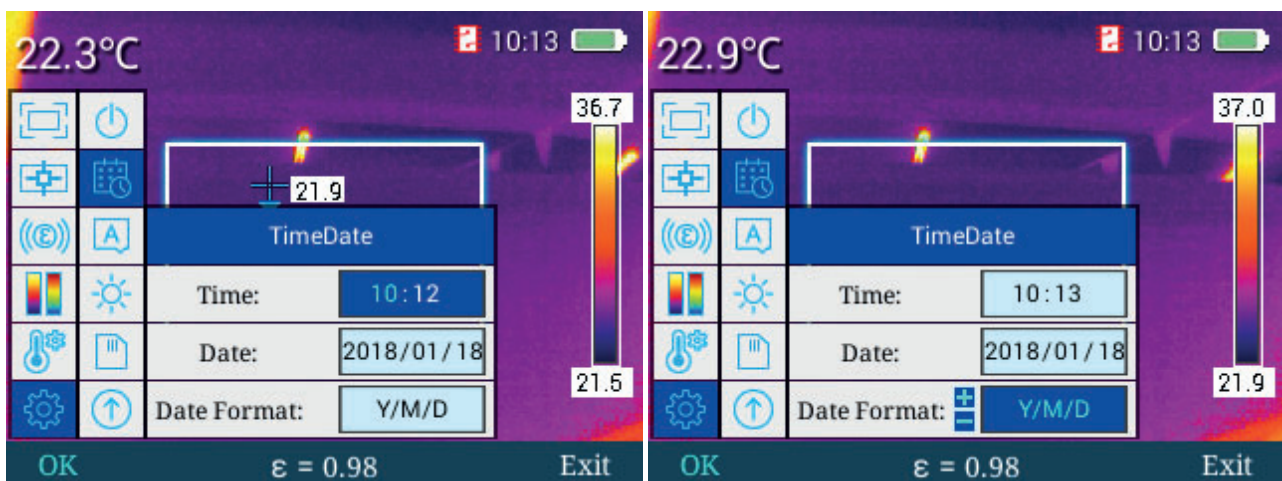 22.3°C
10:13
36.7
21.9
((ε))
A
TimeDate
Time: 10:12
Date: 2018/01/18
21.5
Date Format: Y/M/D
OK ε = 0.98 Exit
22.9°C
10:13
37.0
((ε))
A
TimeDate
Time: 10:13
Date: 2018/01/18
21.9
Date Format: + − Y/M/D
OK ε = 0.98 Exit